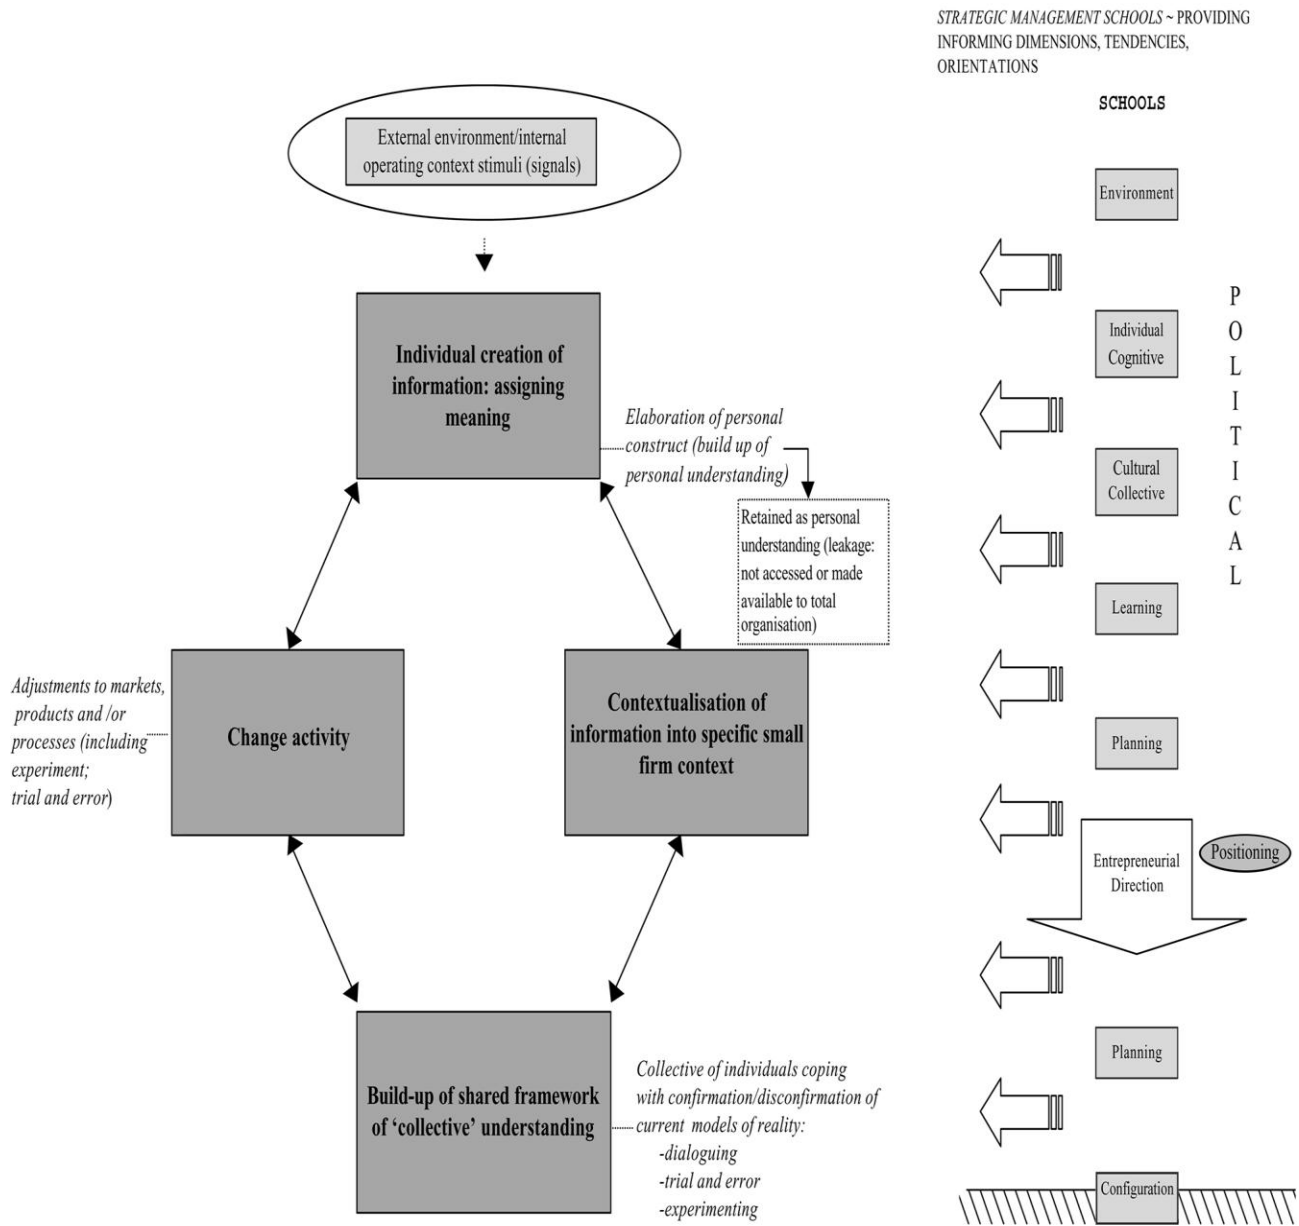 STRATEGIC MANAGEMENT SCHOOLS ~ PROVIDING
INFORMING DIMENSIONS, TENDENCIES,
ORIENTATIONS
SCHOOLS
External environment/internal
operating context stimuli (signals)
Individual creation of
information: assigning
meaning
Elaboration of personal
construct (build up of
personal understanding)
Retained as personal
understanding (leakage:
not accessed or made
available to total
organisation)
Adjustments to markets,
products and /or
processes (including
experiment;
trial and error)
Change activity
Contextualisation of
information into specific small
firm context
Build-up of shared framework
of ‘collective’ understanding
Collective of individuals coping
with confirmation/disconfirmation of
current models of reality:
-dialoguing
-trial and error
-experimenting
Environment
Individual
Cognitive
Cultural
Collective
Learning
Planning
Entrepreneurial
Direction
Positioning
Planning
Configuration
P
O
L
I
T
I
C
A
L